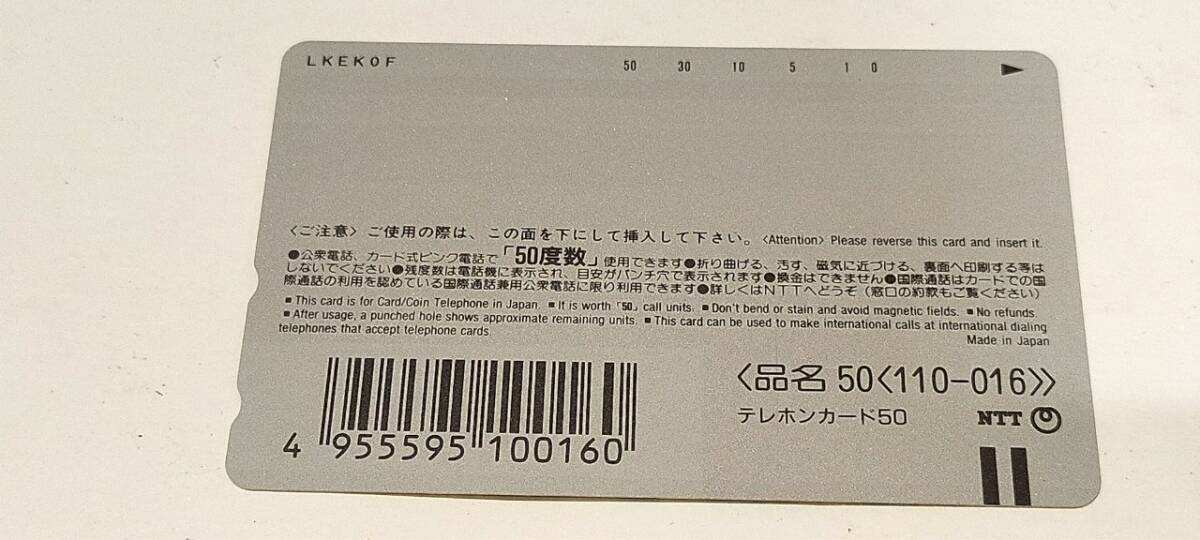 LKEKOF 50 30 10 5 1 0
〈ご注意〉ご使用の際は、この面を下にして挿入して下さい。〈Attention〉Please reverse this card and insert it.
●公衆電話、カード式ピンク電話で「50度数」使用できます●折り曲げる、汚す、磁気に近づける、裏面へ印刷する等は
しないでください●残度数は電話機に表示され、目安がパンチ穴で表示されます●換金はできません●国際通話はカードでの国
際通話の利用を認めている国際通話兼用公衆電話に限り利用できます●詳しくはNTTへどうぞ（窓口の約款もご覧ください）
■This card is for Card/Coin Telephone in Japan. ■It is worth「50」call units. ■Don't bend or stain and avoid magnetic fields. ■No refunds.
■After usage, a punched hole shows approximate remaining units. ■This card can be used to make international calls at international dialing
telephones that accept telephone cards.
Made in Japan
〈品名 50〈110-016〉〉
テレホンカード50 NTT
4 955595 100160